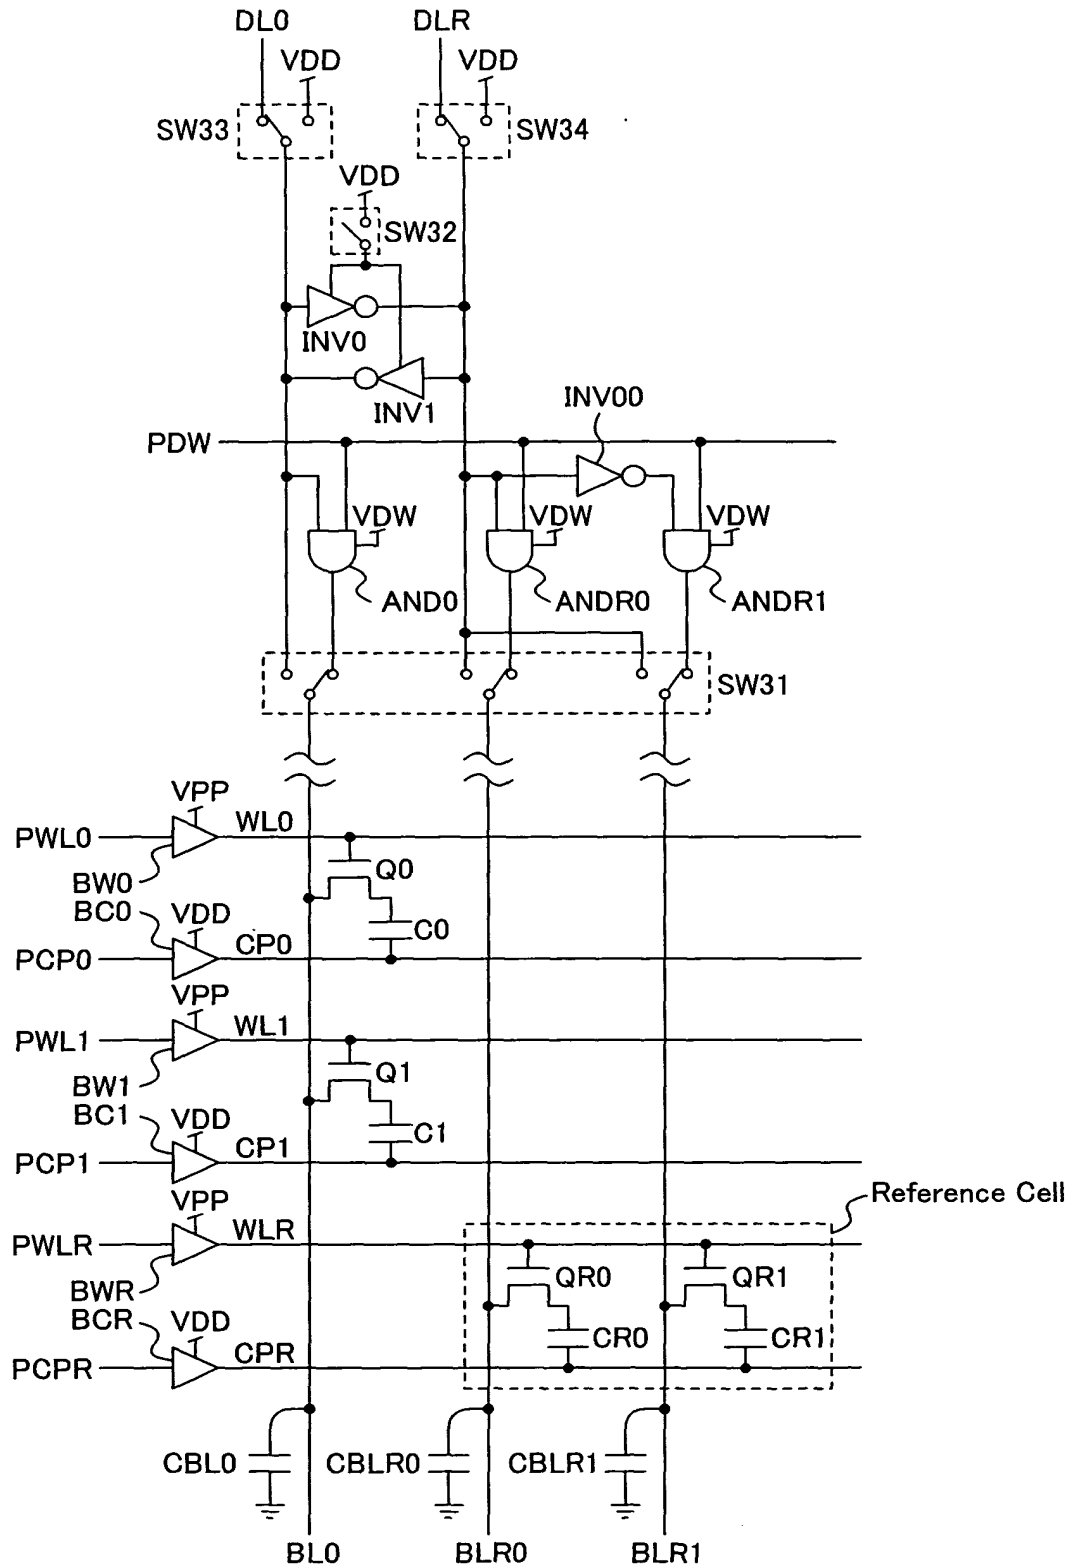 DL0
DLR
VDD
VDD
SW33
SW34
VDD
SW32
INV0
INV1
INV00
PDW
VDW
VDW
VDW
AND0
ANDR0
ANDR1
SW31
VPP
PWL0
WL0
BW0
Q0
BC0
VDD
C0
PCP0
CP0
VPP
PWL1
WL1
BW1
Q1
BC1
VDD
C1
PCP1
CP1
Reference Cell
VPP
PWLR
WLR
BWR
QR0
QR1
BCR
VDD
CR0
CR1
PCPR
CPR
CBL0
CBLR0
CBLR1
BL0
BLR0
BLR1